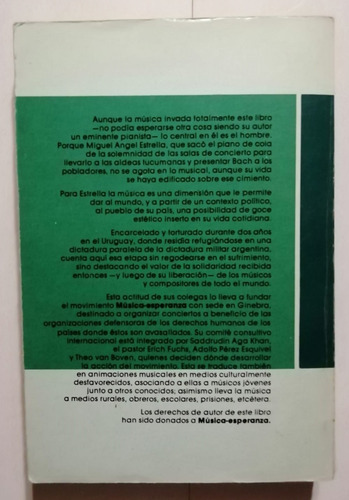 Aunque la música invada totalmente este libro
—no podía esperarse otra cosa siendo su autor
un eminente pianista— lo central en él es el hombre.
Porque Miguel Angel Estrella, que sacó el piano de cola
de la solemnidad de las salas de concierto para
llevarlo a las aldeas tucumanas y presentar Bach a los
pobladores, no se agota en lo musical, aunque su vida
se haya edificado sobre ese cimiento.
Para Estrella la música es una dimensión que le permite
dar al mundo, y a partir de un contexto político,
al pueblo de su país, una posibilidad de goce
estético inserto en su vida cotidiana.
Encarcelado y torturado durante dos años
en el Uruguay, donde residía fugándose en una
dictadura paralela de la dictadura militar argentina,
cuenta aquí esa etapa sin regodearse en el sufrimiento,
sino destacando el valor de la solidaridad recibida
entonces —y luego de su liberación— de los músicos
y compositores de todo el mundo.
Esta actitud de sus colegas lo lleva a fundar
el movimiento Música-esperanza con sede en Ginebra,
destinado a organizar conciertos a beneficio de las
organizaciones defensoras de los derechos humanos de los
países donde éstos son avasallados. Su comité consultivo
internacional está integrado por Saddrudin Aga Khan,
el pastor Erich Fuchs, Adolfo Pérez Esquivel
y Theo van Boven, quienes deciden dónde desarrollar
la acción del movimiento. Esta se traduce también
en animaciones musicales en medios culturalmente
desfavorecidos, asociando a ellas a músicos jóvenes
junto a otros conocidos; asimismo lleva la música
a medios rurales, obreros, escolares, prisiones, etcétera.
Los derechos de autor de este libro
han sido donados a Música-esperanza.